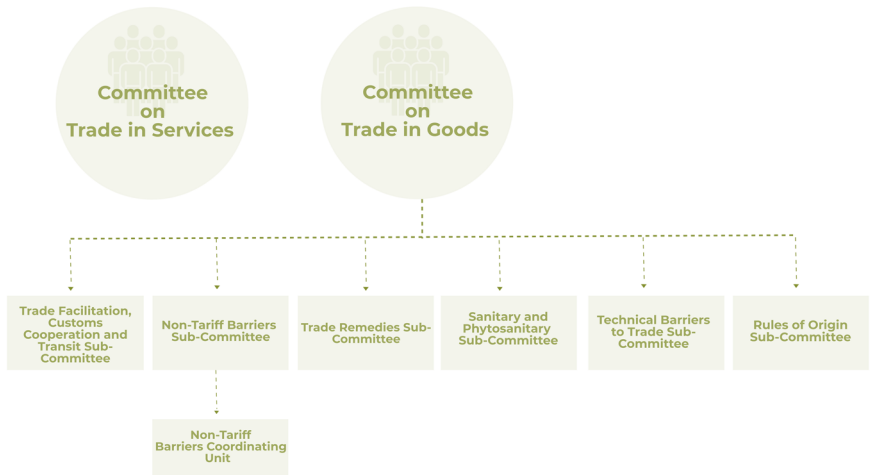 Committee
on
Trade in Services
Committee
on
Trade in Goods
Trade Facilitation,
Customs
Cooperation and
Transit Sub-
Committee
Non-Tariff Barriers
Sub-Committee
Trade Remedies Sub-
Committee
Sanitary and
Phytosanitary
Sub-Committee
Technical Barriers
to Trade Sub-
Committee
Rules of Origin
Sub-Committee
Non-Tariff
Barriers Coordinating
Unit